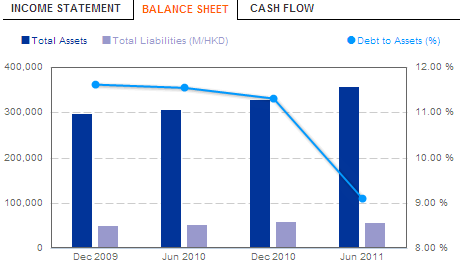 INCOME STATEMENT BALANCE SHEET CASH FLOW
Total Assets Total Liabilities (M/HKD) Debt to Assets (%)
400,000 12.00 %
300,000 11.00 %
200,000 10.00 %
100,000 9.00 %
0 8.00 %
Dec 2009 Jun 2010 Dec 2010 Jun 2011